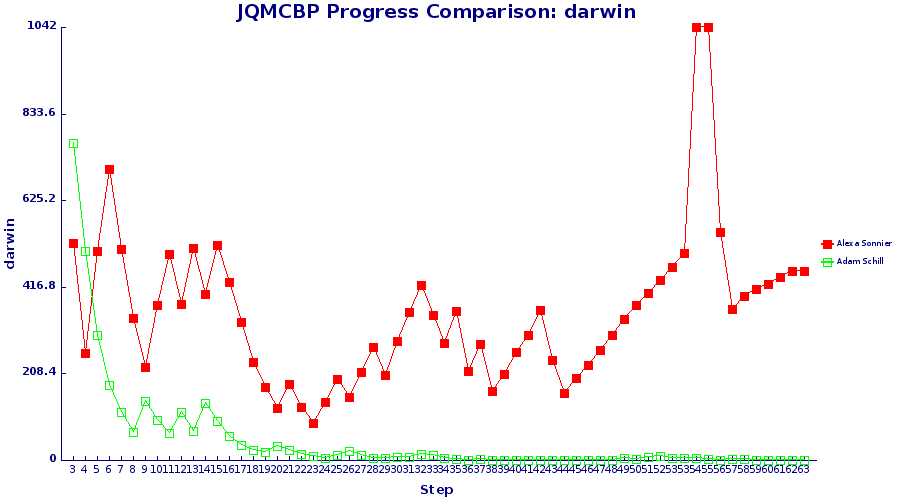 JQMCBP Progress Comparison: darwin
1042
833.6
625.2
416.8
208.4
0
darwin
Alexa Sonnier
Adam Schill
3 4 5 6 7 8 9 10 11 12 13 14 15 16 17 18 19 20 21 22 23 24 25 26 27 28 29 30 31 32 33 34 35 36 37 38 39 40 41 42 43 44 45 46 47 48 49 50 51 52 53 54 55 56 57 58 59 60 61 62 63
Step